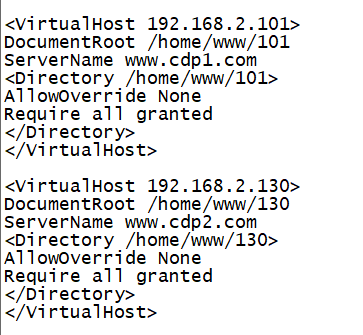 <VirtualHost 192.168.2.101>
DocumentRoot /home/www/101
ServerName www.cdp1.com
<Directory /home/www/101>
AllowOverride None
Require all granted
</Directory>
</VirtualHost>
<VirtualHost 192.168.2.130>
DocumentRoot /home/www/130
ServerName www.cdp2.com
<Directory /home/www/130>
AllowOverride None
Require all granted
</Directory>
</VirtualHost>